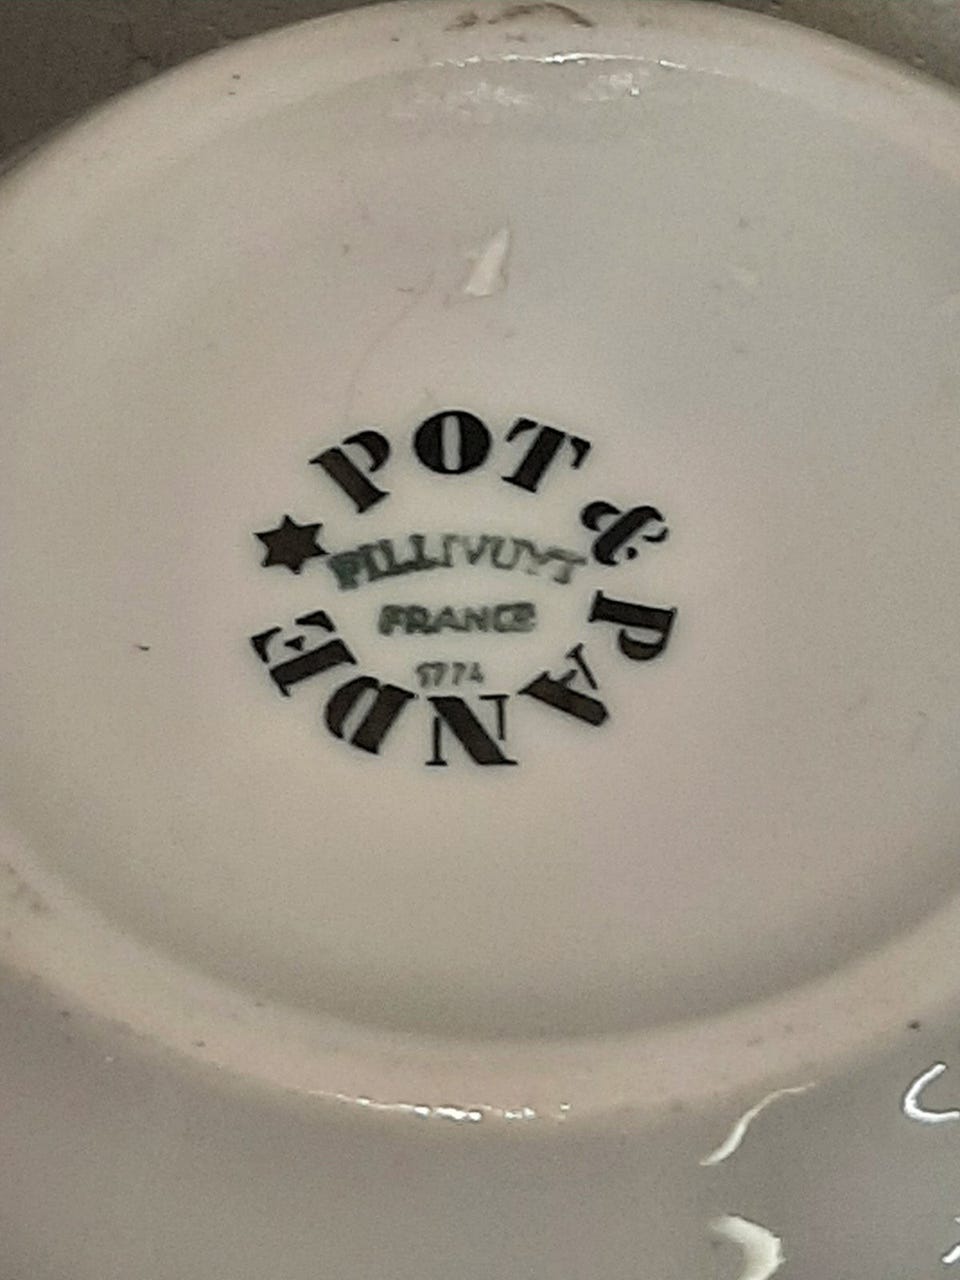 POT & PANDE
PILLIVUYT
FRANCE
1774